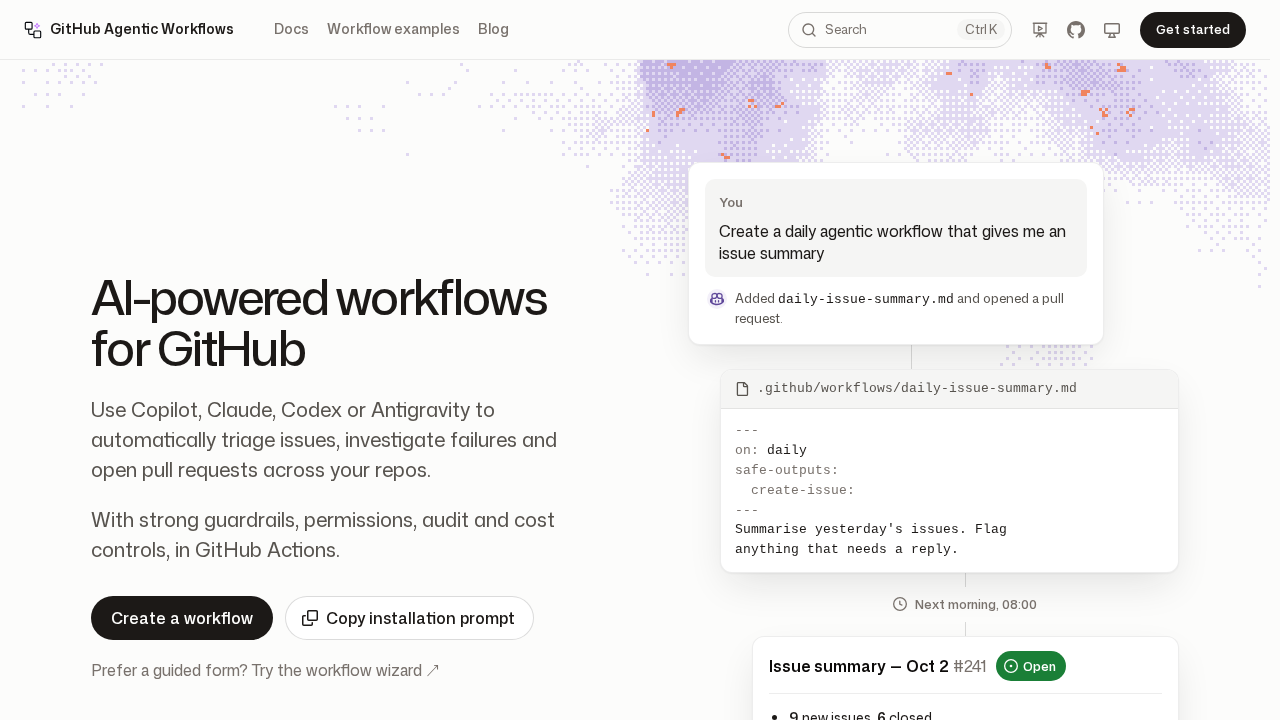 GitHub Agentic Workflows
Docs
Workflow examples
Blog
Search
Ctrl K
Get started
AI-powered workflows
for GitHub
Use Copilot, Claude, Codex or Antigravity to
automatically triage issues, investigate failures and
open pull requests across your repos.
With strong guardrails, permissions, audit and cost
controls, in GitHub Actions.
Create a workflow
Copy installation prompt
Prefer a guided form? Try the workflow wizard ↗
You
Create a daily agentic workflow that gives me an
issue summary
Added daily-issue-summary.md and opened a pull
request.
.github/workflows/daily-issue-summary.md
---
on: daily
safe-outputs:
  create-issue:
---
Summarise yesterday's issues. Flag
anything that needs a reply.
Next morning, 08:00
Issue summary — Oct 2 #241
Open
• 9 new issues, 6 closed